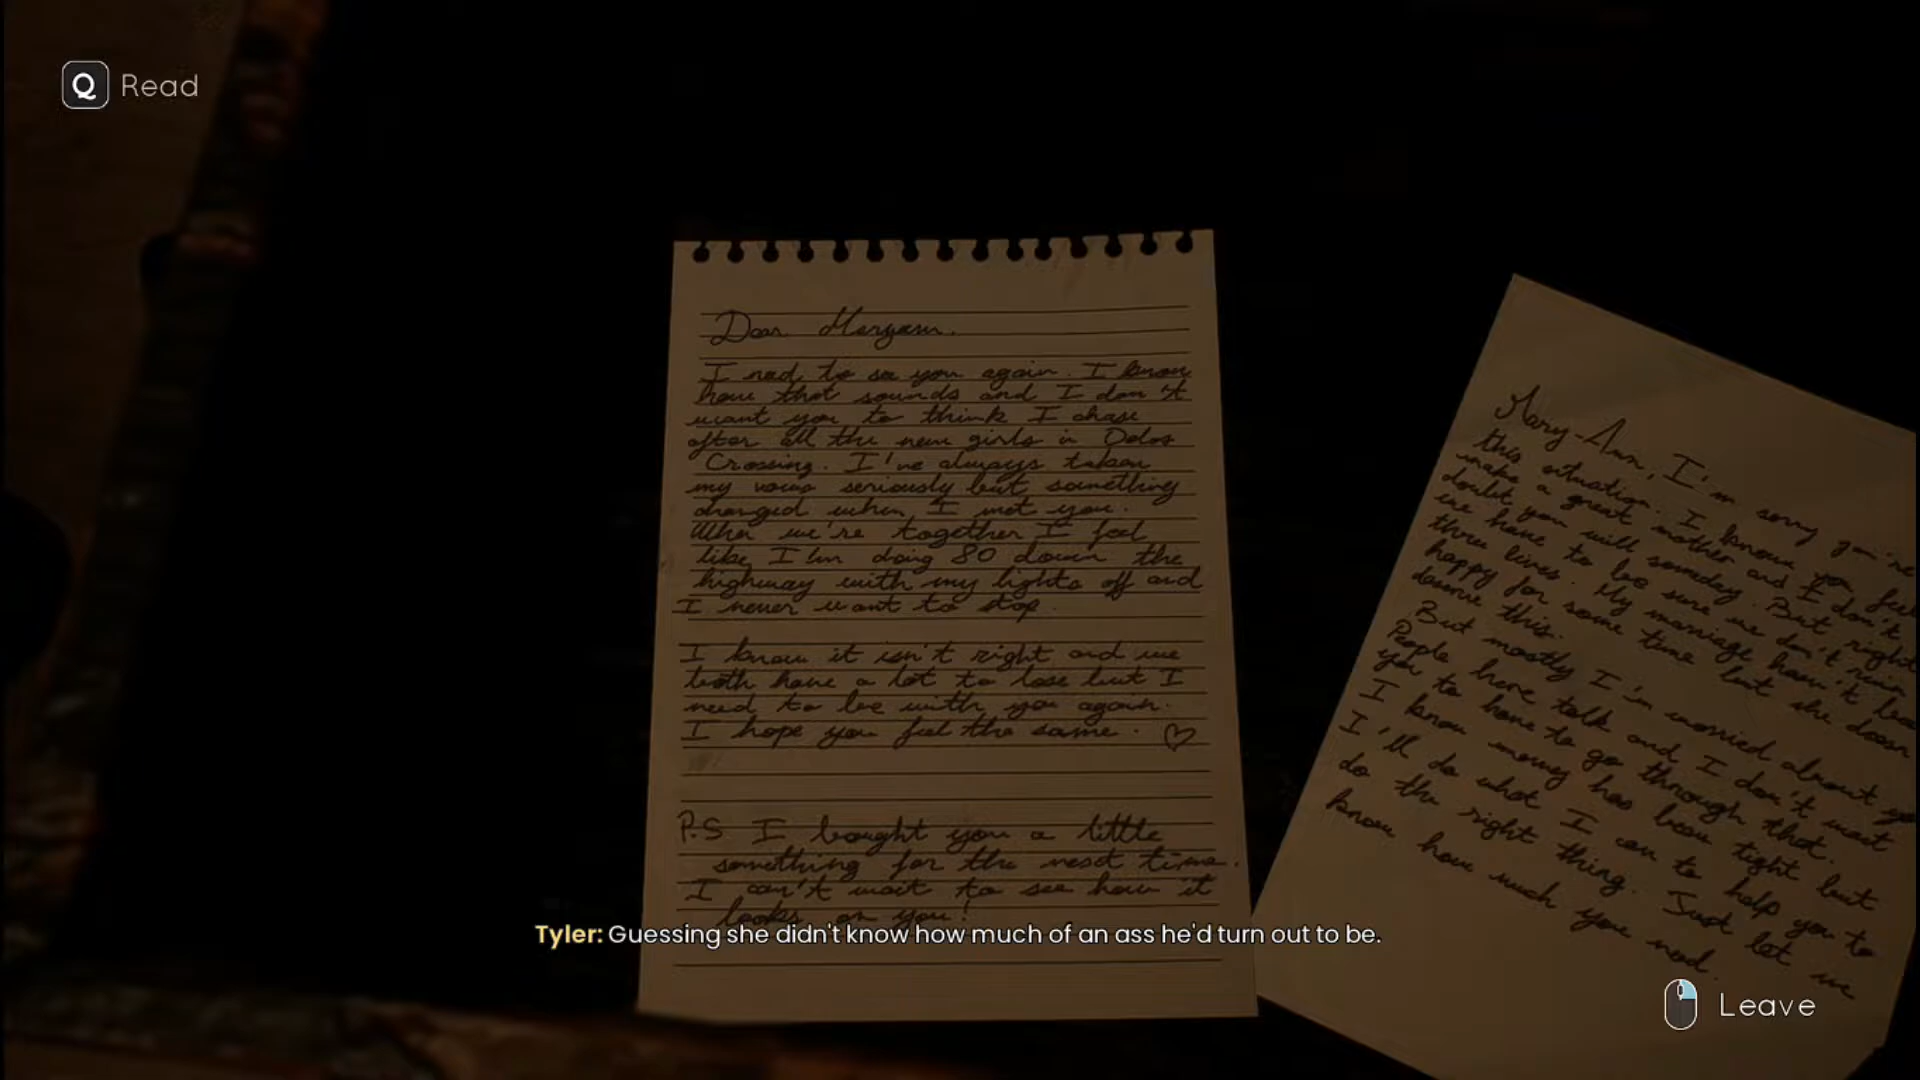 Q Read
Dear Maryann.
I need to see you again. I know
how that sounds and I don't
want you to think I chase
after all the new girls in Delos
Crossing. I've always taken
my vows seriously but something
changed when I met you.
When we're together I feel
like I'm doing 80 down the
highway with my lights off and
I never want to stop.
I know it isn't right and we
both have a lot to lose but I
need to be with you again.
I hope you feel the same. ♡
P.S I bought you a little
something for the next time.
I can't wait to see how it
looks on you!
Mary-Ann, I'm sorry you're
this situation. I know you feel
make a great mother and I don't
doubt you will someday. But right
we have to be sure we don't ruin
three lives. My marriage hasn't been
happy for some time but she doesn
deserve this.
But mostly I'm worried about you
People here talk and I don't want
you to have to go through that.
I know money has been tight but
I'll do what I can to help you to
do the right thing. Just let me
know how much you need.
Tyler: Guessing she didn't know how much of an ass he'd turn out to be.
Leave